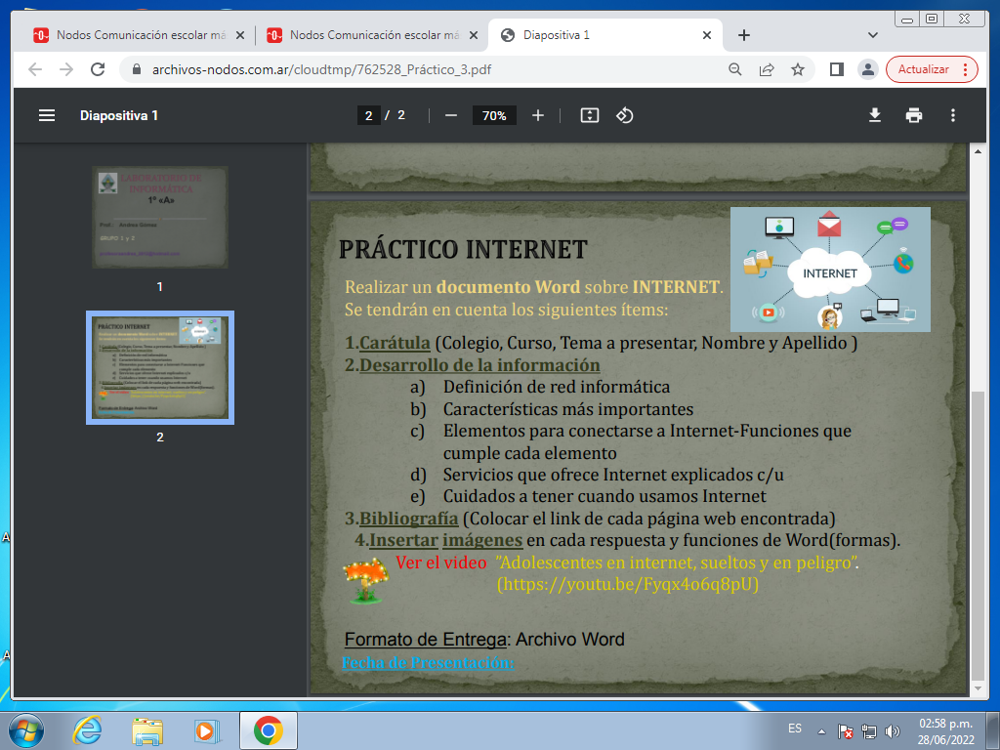 Nodos Comunicación escolar má
Nodos Comunicación escolar má
Diapositiva 1
archivos-nodos.com.ar/cloudtmp/762528_Práctico_3.pdf
Actualizar
Diapositiva 1
2 / 2
70%
LABORATORIO DE
INFORMÁTICA
1º «A»
GRUPO 1 y 2
1
2
PRÁCTICO INTERNET
INTERNET
Realizar un documento Word sobre INTERNET.
Se tendrán en cuenta los siguientes ítems:
1.Carátula (Colegio, Curso, Tema a presentar, Nombre y Apellido )
2.Desarrollo de la información
a) Definición de red informática
b) Características más importantes
c) Elementos para conectarse a Internet-Funciones que
cumple cada elemento
d) Servicios que ofrece Internet explicados c/u
e) Cuidados a tener cuando usamos Internet
3.Bibliografía (Colocar el link de cada página web encontrada)
4.Insertar imágenes en cada respuesta y funciones de Word(formas).
Ver el video "Adolescentes en internet, sueltos y en peligro".
(https://youtu.be/Fyqx4o6q8pU)
Formato de Entrega: Archivo Word
Fecha de Presentación:
ES
02:58 p.m.
28/06/2022